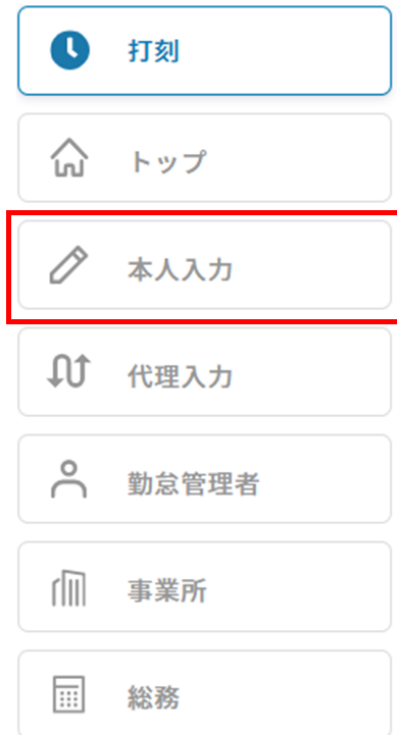 打刻
トップ
本人入力
代理入力
勤怠管理者
事業所
総務